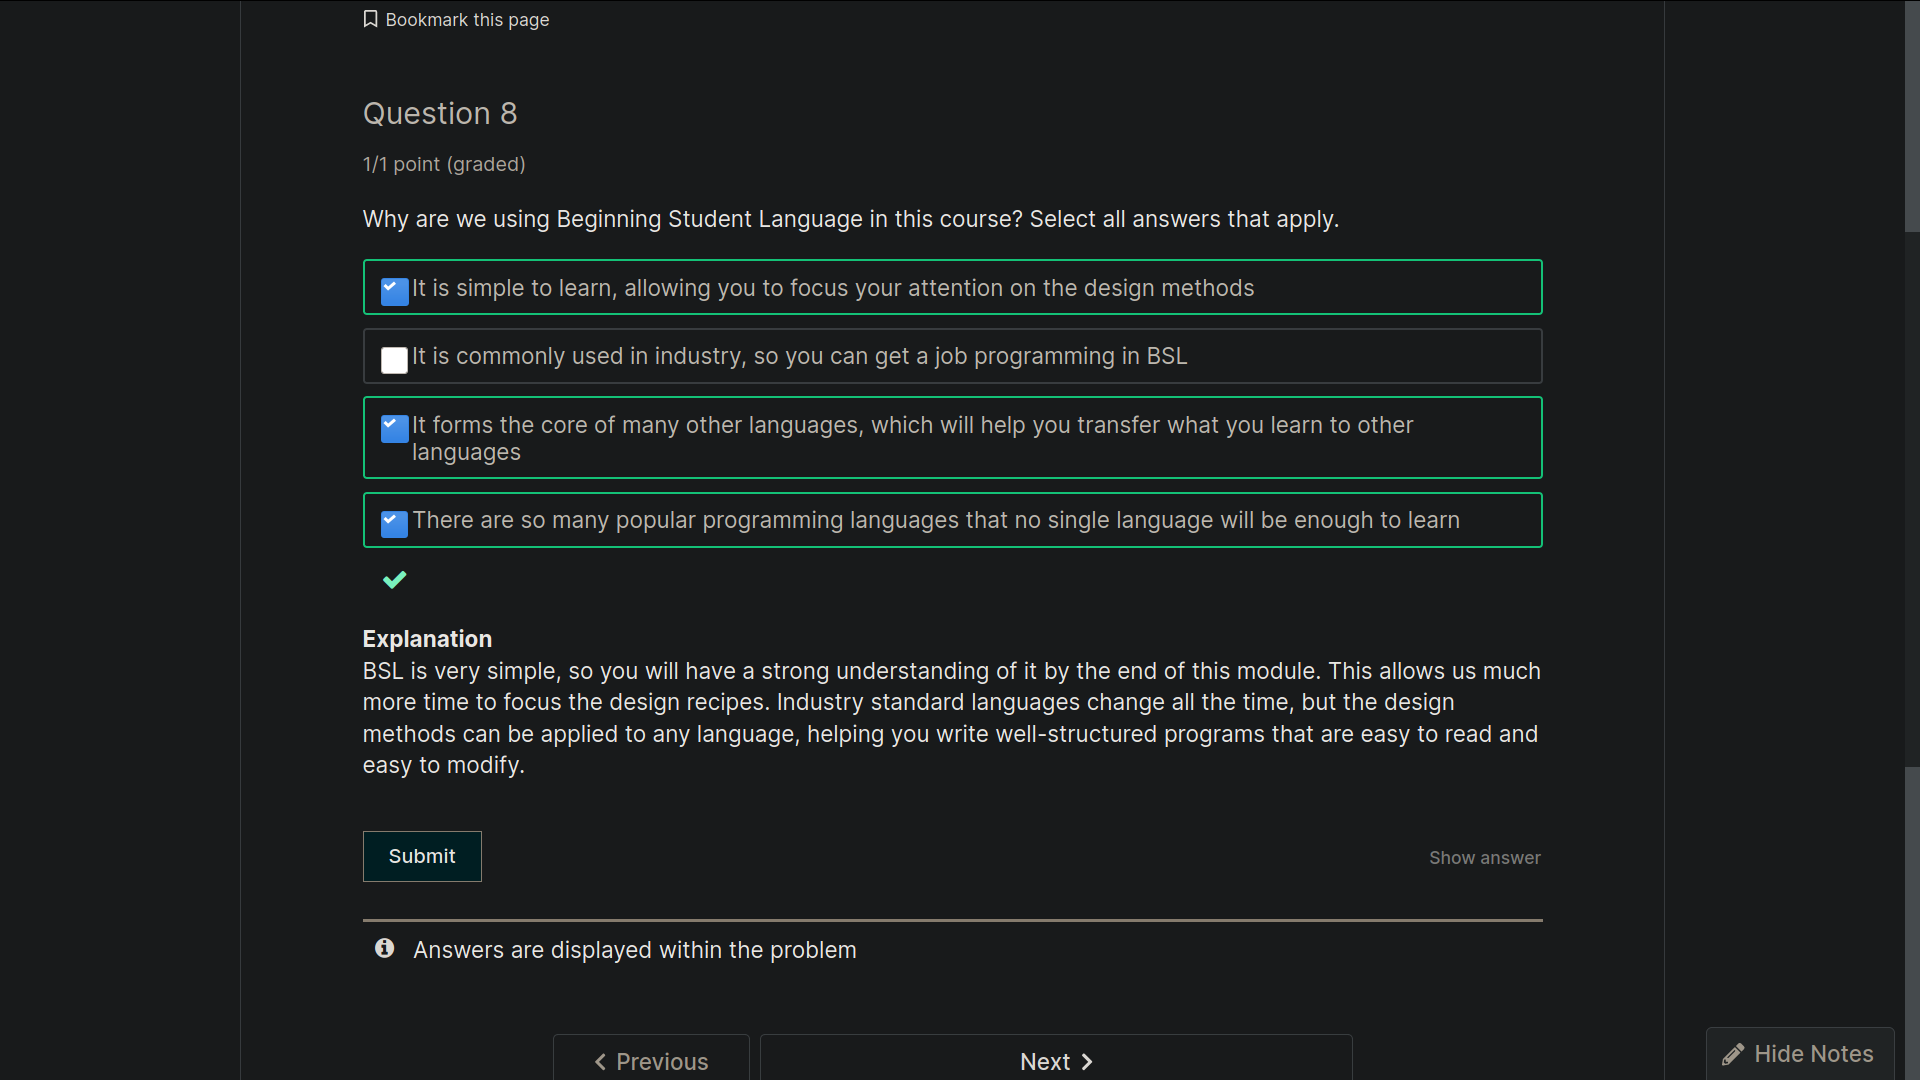 Bookmark this page
Question 8
1/1 point (graded)
Why are we using Beginning Student Language in this course? Select all answers that apply.
It is simple to learn, allowing you to focus your attention on the design methods
It is commonly used in industry, so you can get a job programming in BSL
It forms the core of many other languages, which will help you transfer what you learn to other
languages
There are so many popular programming languages that no single language will be enough to learn
Explanation
BSL is very simple, so you will have a strong understanding of it by the end of this module. This allows us much
more time to focus the design recipes. Industry standard languages change all the time, but the design
methods can be applied to any language, helping you write well-structured programs that are easy to read and
easy to modify.
Submit
Show answer
Answers are displayed within the problem
Previous
Next
Hide Notes